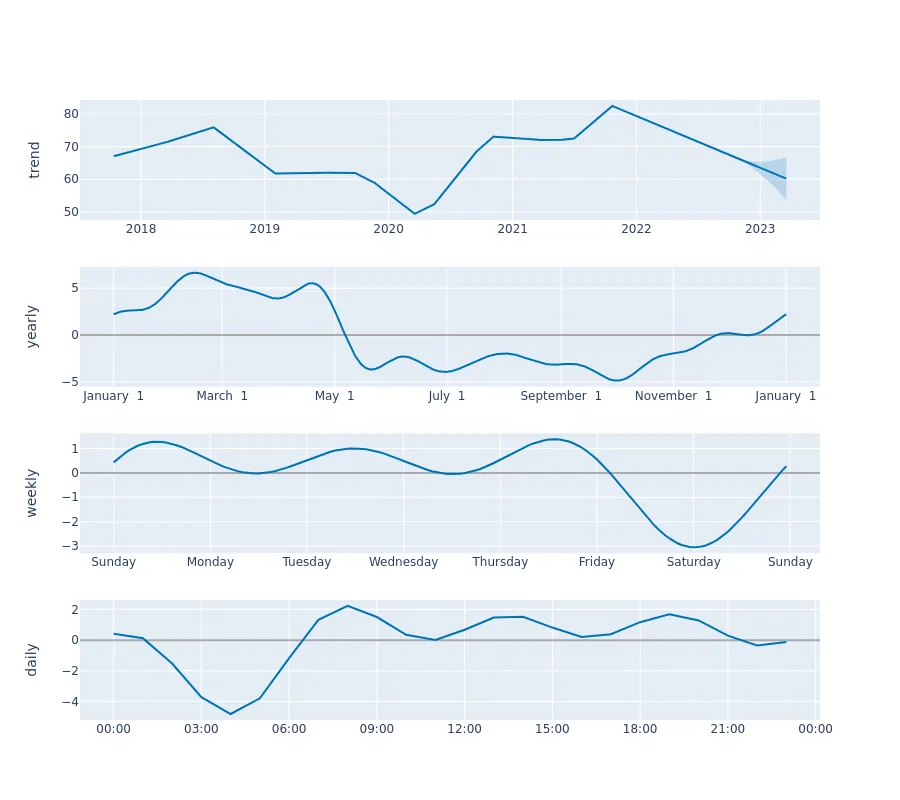 trend
80
70
60
50
2018 2019 2020 2021 2022 2023
yearly
5
0
−5
January 1 March 1 May 1 July 1 September 1 November 1 January 1
weekly
1
0
−1
−2
−3
Sunday Monday Tuesday Wednesday Thursday Friday Saturday Sunday
daily
2
0
−2
−4
00:00 03:00 06:00 09:00 12:00 15:00 18:00 21:00 00:00